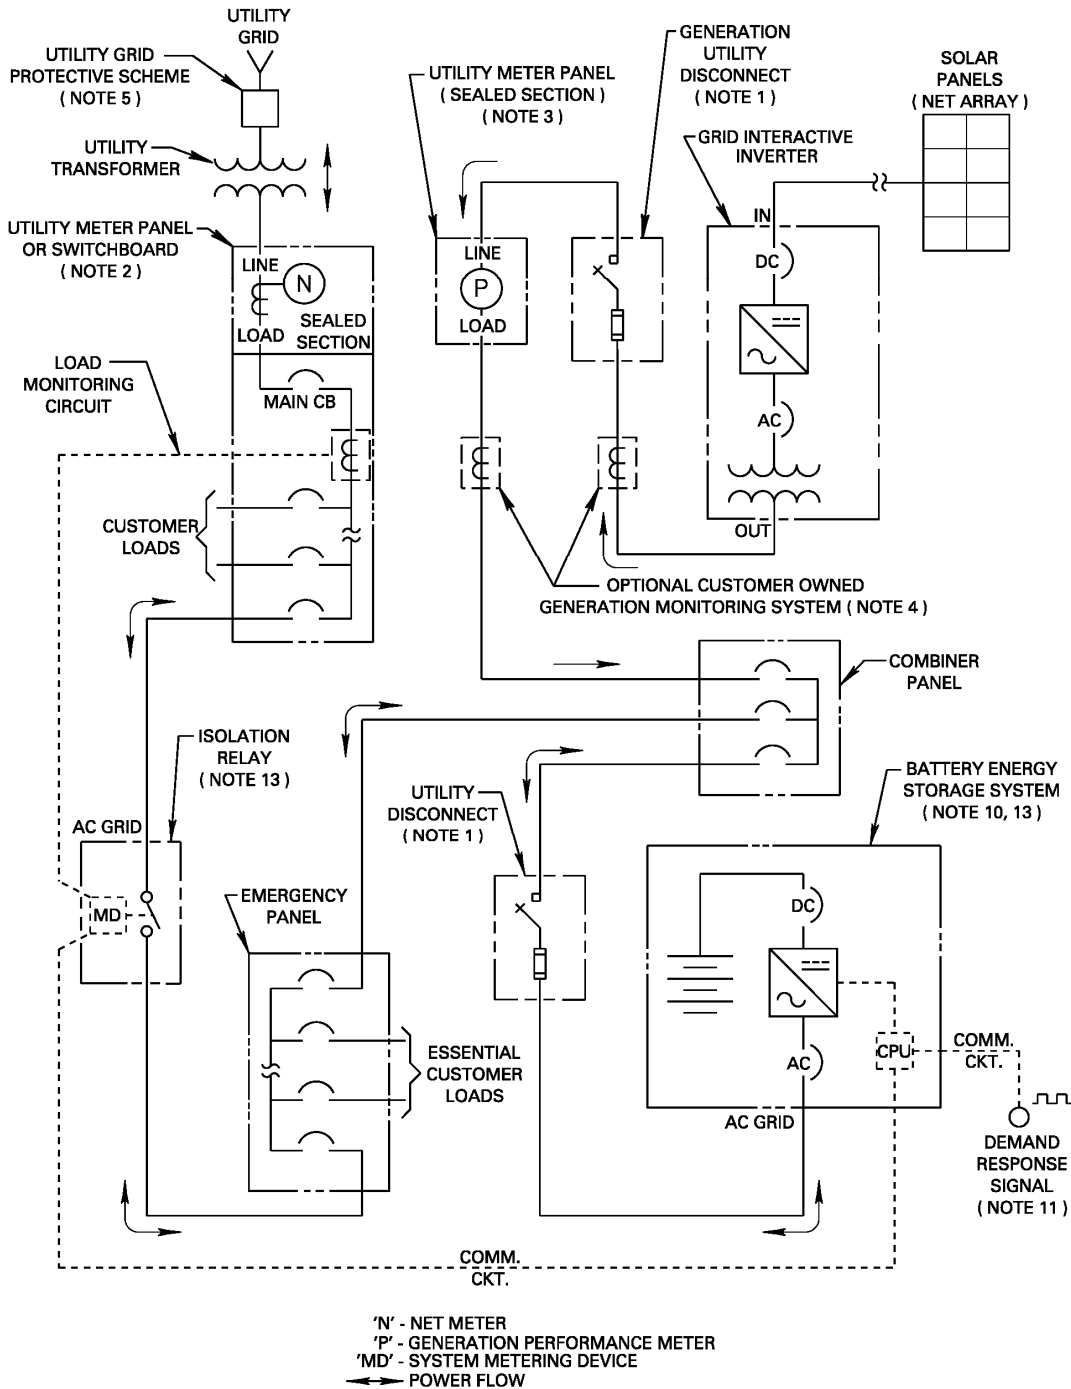 UTILITY
GRID
UTILITY GRID
PROTECTIVE SCHEME
( NOTE 5 )
UTILITY
TRANSFORMER
UTILITY METER PANEL
OR SWITCHBOARD
( NOTE 2 )
LINE
N
LOAD
SEALED
SECTION
MAIN CB
LOAD
MONITORING
CIRCUIT
CUSTOMER
LOADS
UTILITY METER PANEL
( SEALED SECTION )
( NOTE 3 )
LINE
P
LOAD
GENERATION
UTILITY
DISCONNECT
( NOTE 1 )
GRID INTERACTIVE
INVERTER
SOLAR
PANELS
( NET ARRAY )
IN
DC
AC
OUT
OPTIONAL CUSTOMER OWNED
GENERATION MONITORING SYSTEM ( NOTE 4 )
COMBINER
PANEL
ISOLATION
RELAY
( NOTE 13 )
AC GRID
MD
EMERGENCY
PANEL
ESSENTIAL
CUSTOMER
LOADS
UTILITY
DISCONNECT
( NOTE 1 )
BATTERY ENERGY
STORAGE SYSTEM
( NOTE 10, 13 )
DC
AC
CPU
AC GRID
COMM.
CKT.
DEMAND
RESPONSE
SIGNAL
( NOTE 11 )
COMM.
CKT.
'N' - NET METER
'P' - GENERATION PERFORMANCE METER
'MD' - SYSTEM METERING DEVICE
POWER FLOW